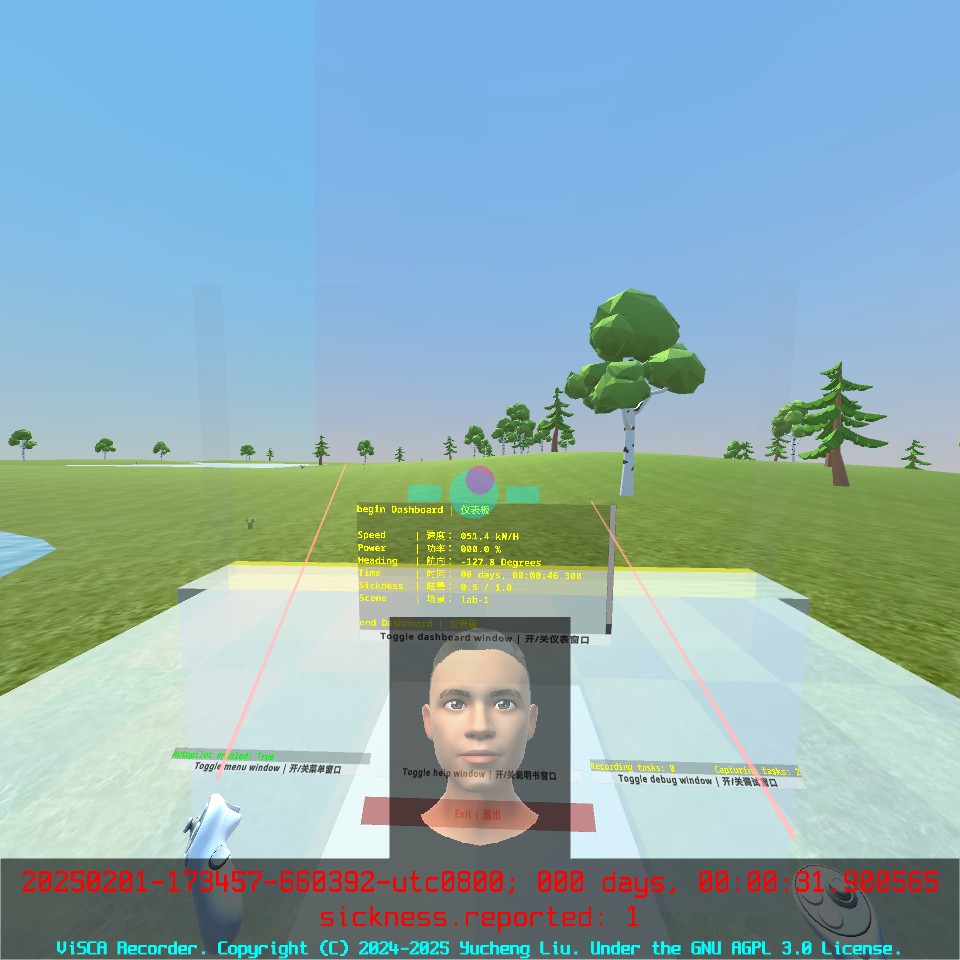 begin Dashboard | 仪表板
Speed | 速度: 051.4 kN/H
Power | 功率: 000.0 %
Heading | 航向: -127.8 Degrees
Time | 时间: 00 days, 00:00:46.300
Sickness | 眩晕: 0.5 / 1.0
Scene | 场景: lab-1
end Dashboard | 仪表板
Toggle dashboard window | 开/关仪表窗口
Autopilot enabled: True
Toggle menu window | 开/关菜单窗口
Toggle help window | 开/关说明书窗口
Recording tasks: 0 Capturing tasks: 2
Toggle debug window | 开/关调试窗口
Exit | 退出
20250201-173457-660392-utc0800; 000 days, 00:00:31.900565
sickness.reported: 1
ViSCA Recorder. Copyright (C) 2024-2025 Yucheng Liu. Under the GNU AGPL 3.0 License.